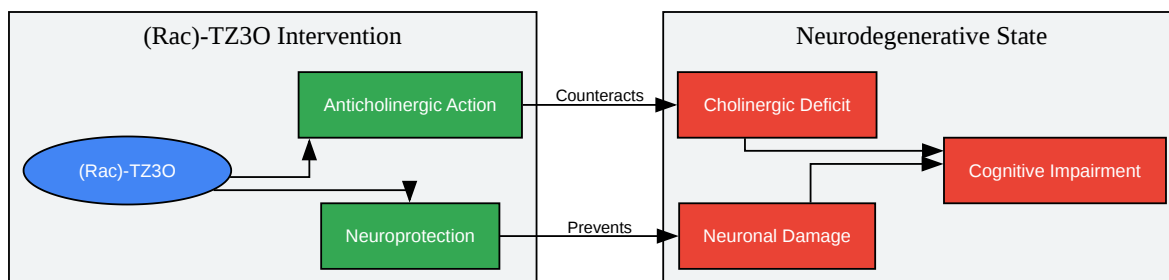 (Rac)-TZ3O Intervention
Neurodegenerative State
Anticholinergic Action
Counteracts
Cholinergic Deficit
(Rac)-TZ3O
Cognitive Impairment
Neuroprotection
Prevents
Neuronal Damage